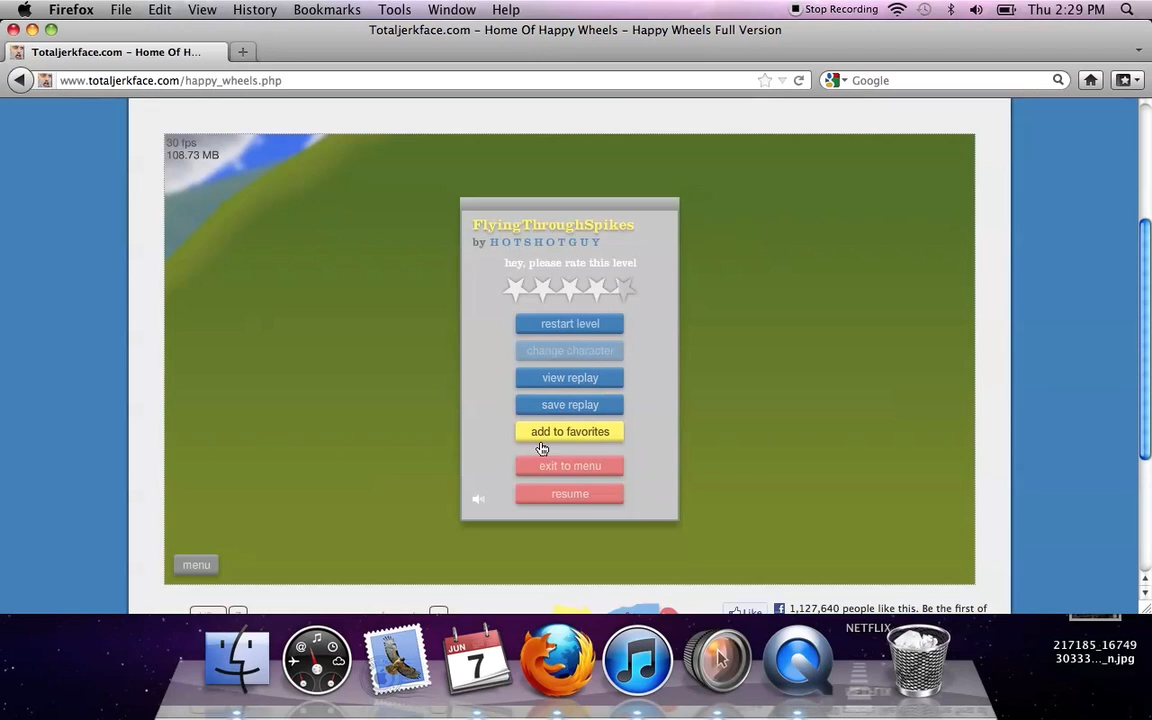 Firefox File Edit View History Bookmarks Tools Window Help Stop Recording Thu 2:29 PM
Totaljerkface.com - Home Of Happy Wheels - Happy Wheels Full Version
Totaljerkface.com - Home Of H...
www.totaljerkface.com/happy_wheels.php Google
30 fps
108.73 MB
FlyingThroughSpikes
by HOTSHOTGUY
hey, please rate this level
restart level
change character
view replay
save replay
add to favorites
exit to menu
resume
menu
Like 1,127,640 people like this. Be the first of
NETFLIX
217185_16749
30333..._n.jpg
JUN
7